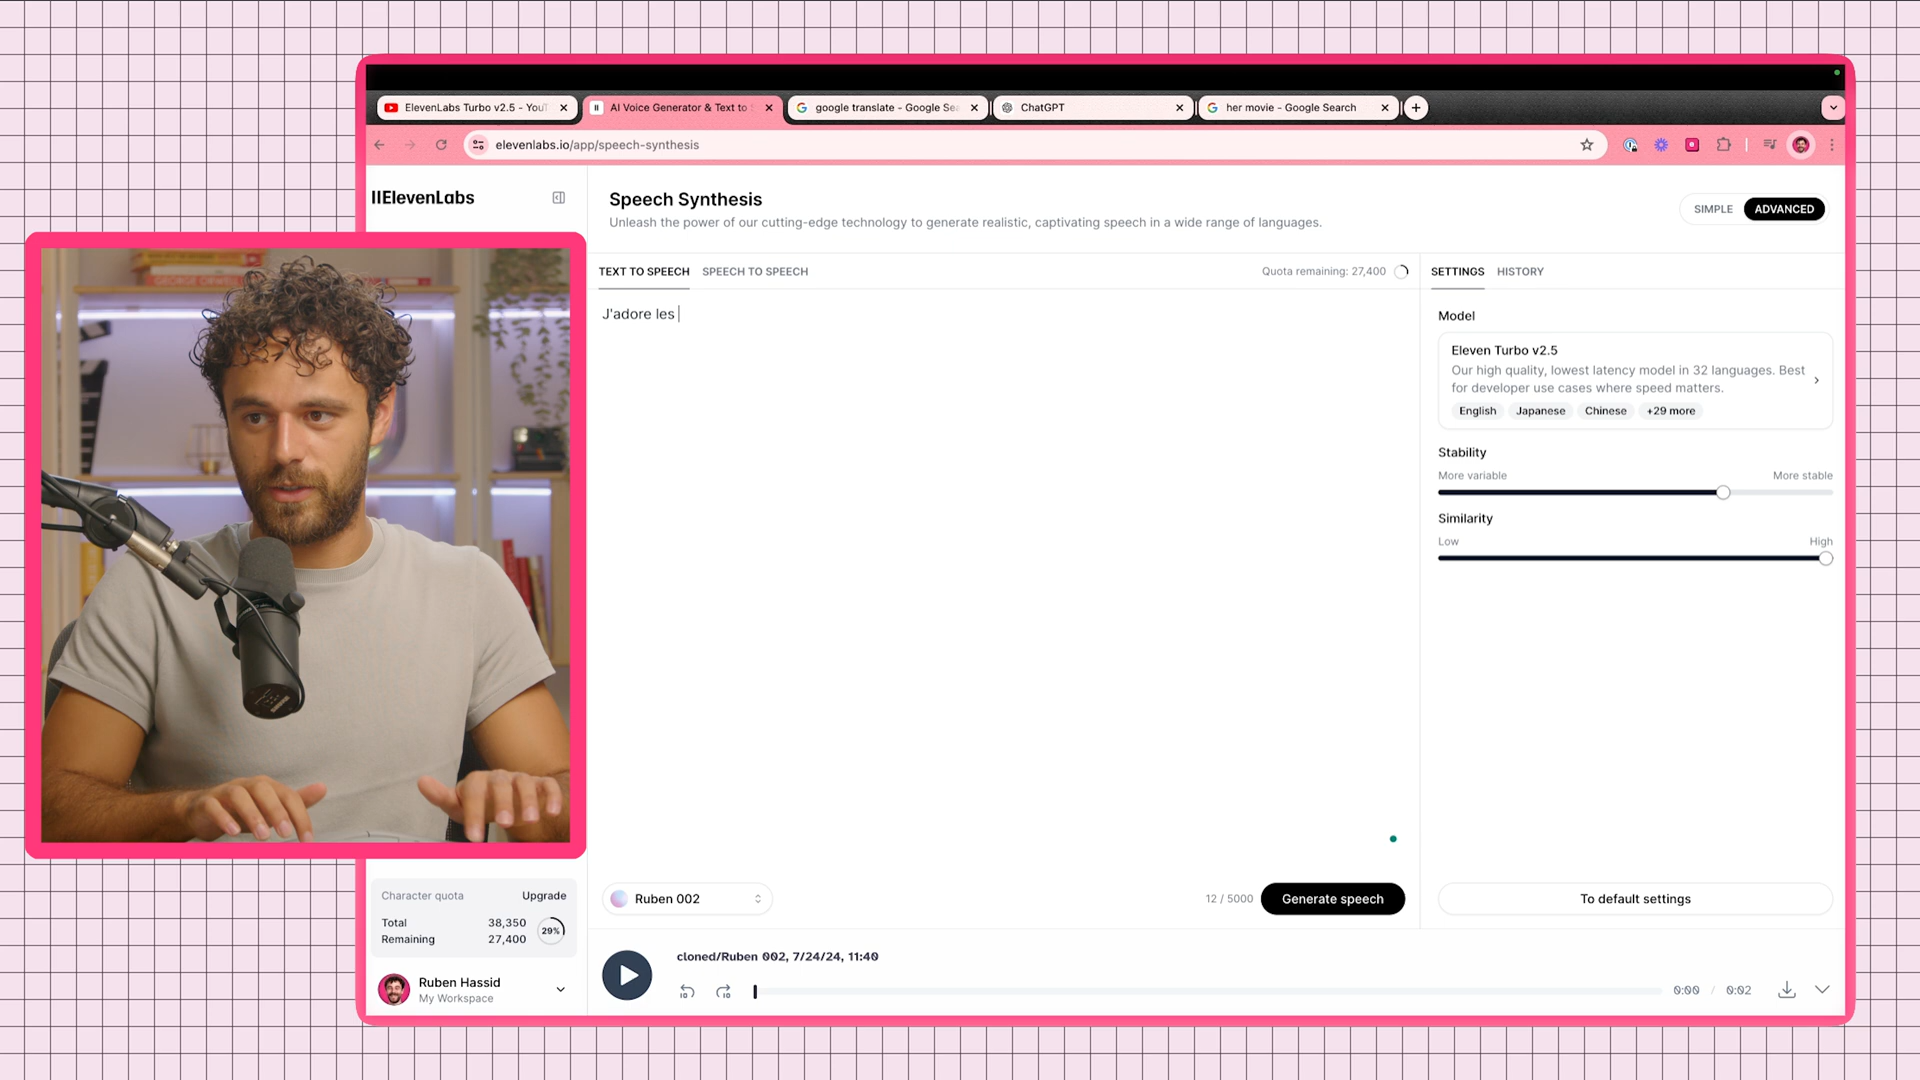 ElevenLabs Turbo v2.5 - YouT
AI Voice Generator & Text to
google translate - Google Sea
ChatGPT
her movie - Google Search
elevenlabs.io/app/speech-synthesis
IIElevenLabs
Speech Synthesis
Unleash the power of our cutting-edge technology to generate realistic, captivating speech in a wide range of languages.
SIMPLE
ADVANCED
TEXT TO SPEECH
SPEECH TO SPEECH
Quota remaining: 27,400
SETTINGS
HISTORY
J'adore les
Model
Eleven Turbo v2.5
Our high quality, lowest latency model in 32 languages. Best
for developer use cases where speed matters.
English
Japanese
Chinese
+29 more
Stability
More variable
More stable
Similarity
Low
High
GEORGE ORWELL
Character quota
Upgrade
Total
38,350
Remaining
27,400
29%
Ruben Hassid
My Workspace
Ruben 002
12 / 5000
Generate speech
To default settings
cloned/Ruben 002, 7/24/24, 11:40
10
10
0:00 / 0:02